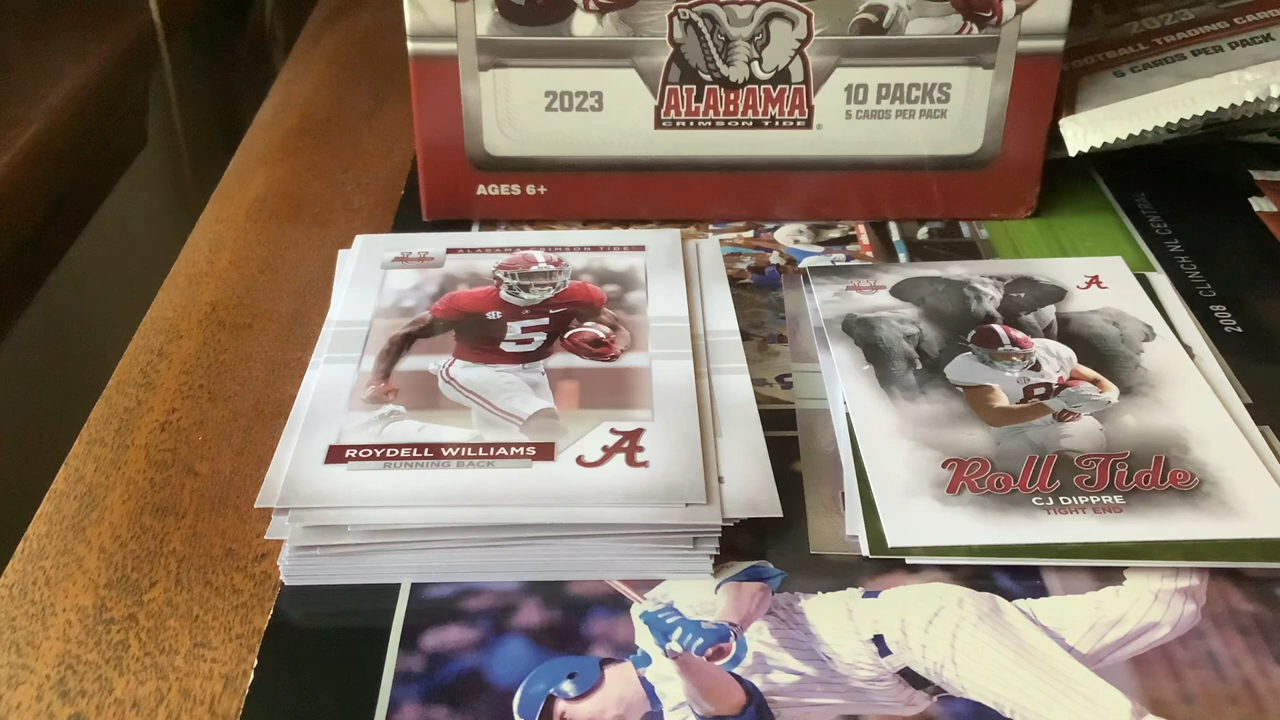 2023
ALABAMA
CRIMSON TIDE
10 PACKS
5 CARDS PER PACK
AGES 6+
2023
FOOTBALL TRADING CARDS
5 CARDS PER PACK
2008 CLINCH NL CENTRAL
U
ALABAMA CRIMSON TIDE
SEC
5
ROYDELL WILLIAMS
RUNNING BACK
A
U
A
8
Roll Tide
CJ DIPPRE
TIGHT END